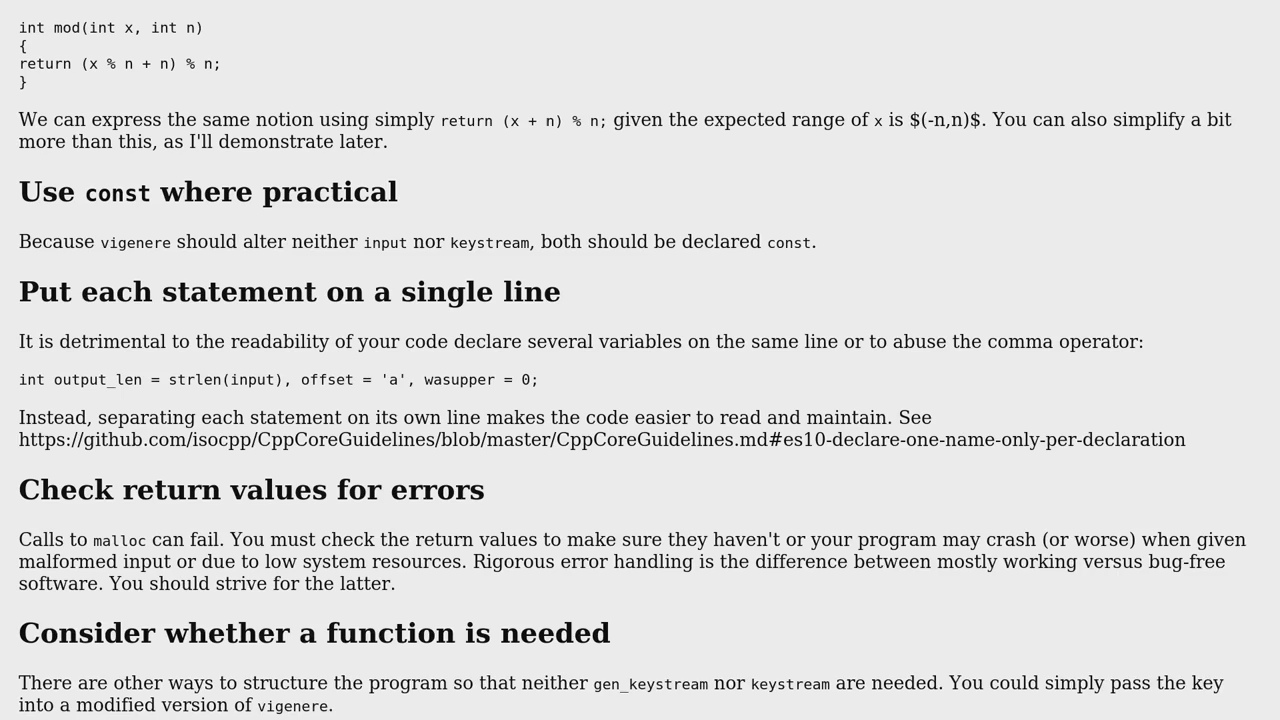 int mod(int x, int n)
{
return (x % n + n) % n;
}
We can express the same notion using simply return (x + n) % n; given the expected range of x is $(-n,n)$. You can also simplify a bit
more than this, as I'll demonstrate later.
Use const where practical
Because vigenere should alter neither input nor keystream, both should be declared const.
Put each statement on a single line
It is detrimental to the readability of your code declare several variables on the same line or to abuse the comma operator:
int output_len = strlen(input), offset = 'a', wasupper = 0;
Instead, separating each statement on its own line makes the code easier to read and maintain. See
https://github.com/isocpp/CppCoreGuidelines/blob/master/CppCoreGuidelines.md#es10-declare-one-name-only-per-declaration
Check return values for errors
Calls to malloc can fail. You must check the return values to make sure they haven't or your program may crash (or worse) when given
malformed input or due to low system resources. Rigorous error handling is the difference between mostly working versus bug-free
software. You should strive for the latter.
Consider whether a function is needed
There are other ways to structure the program so that neither gen_keystream nor keystream are needed. You could simply pass the key
into a modified version of vigenere.